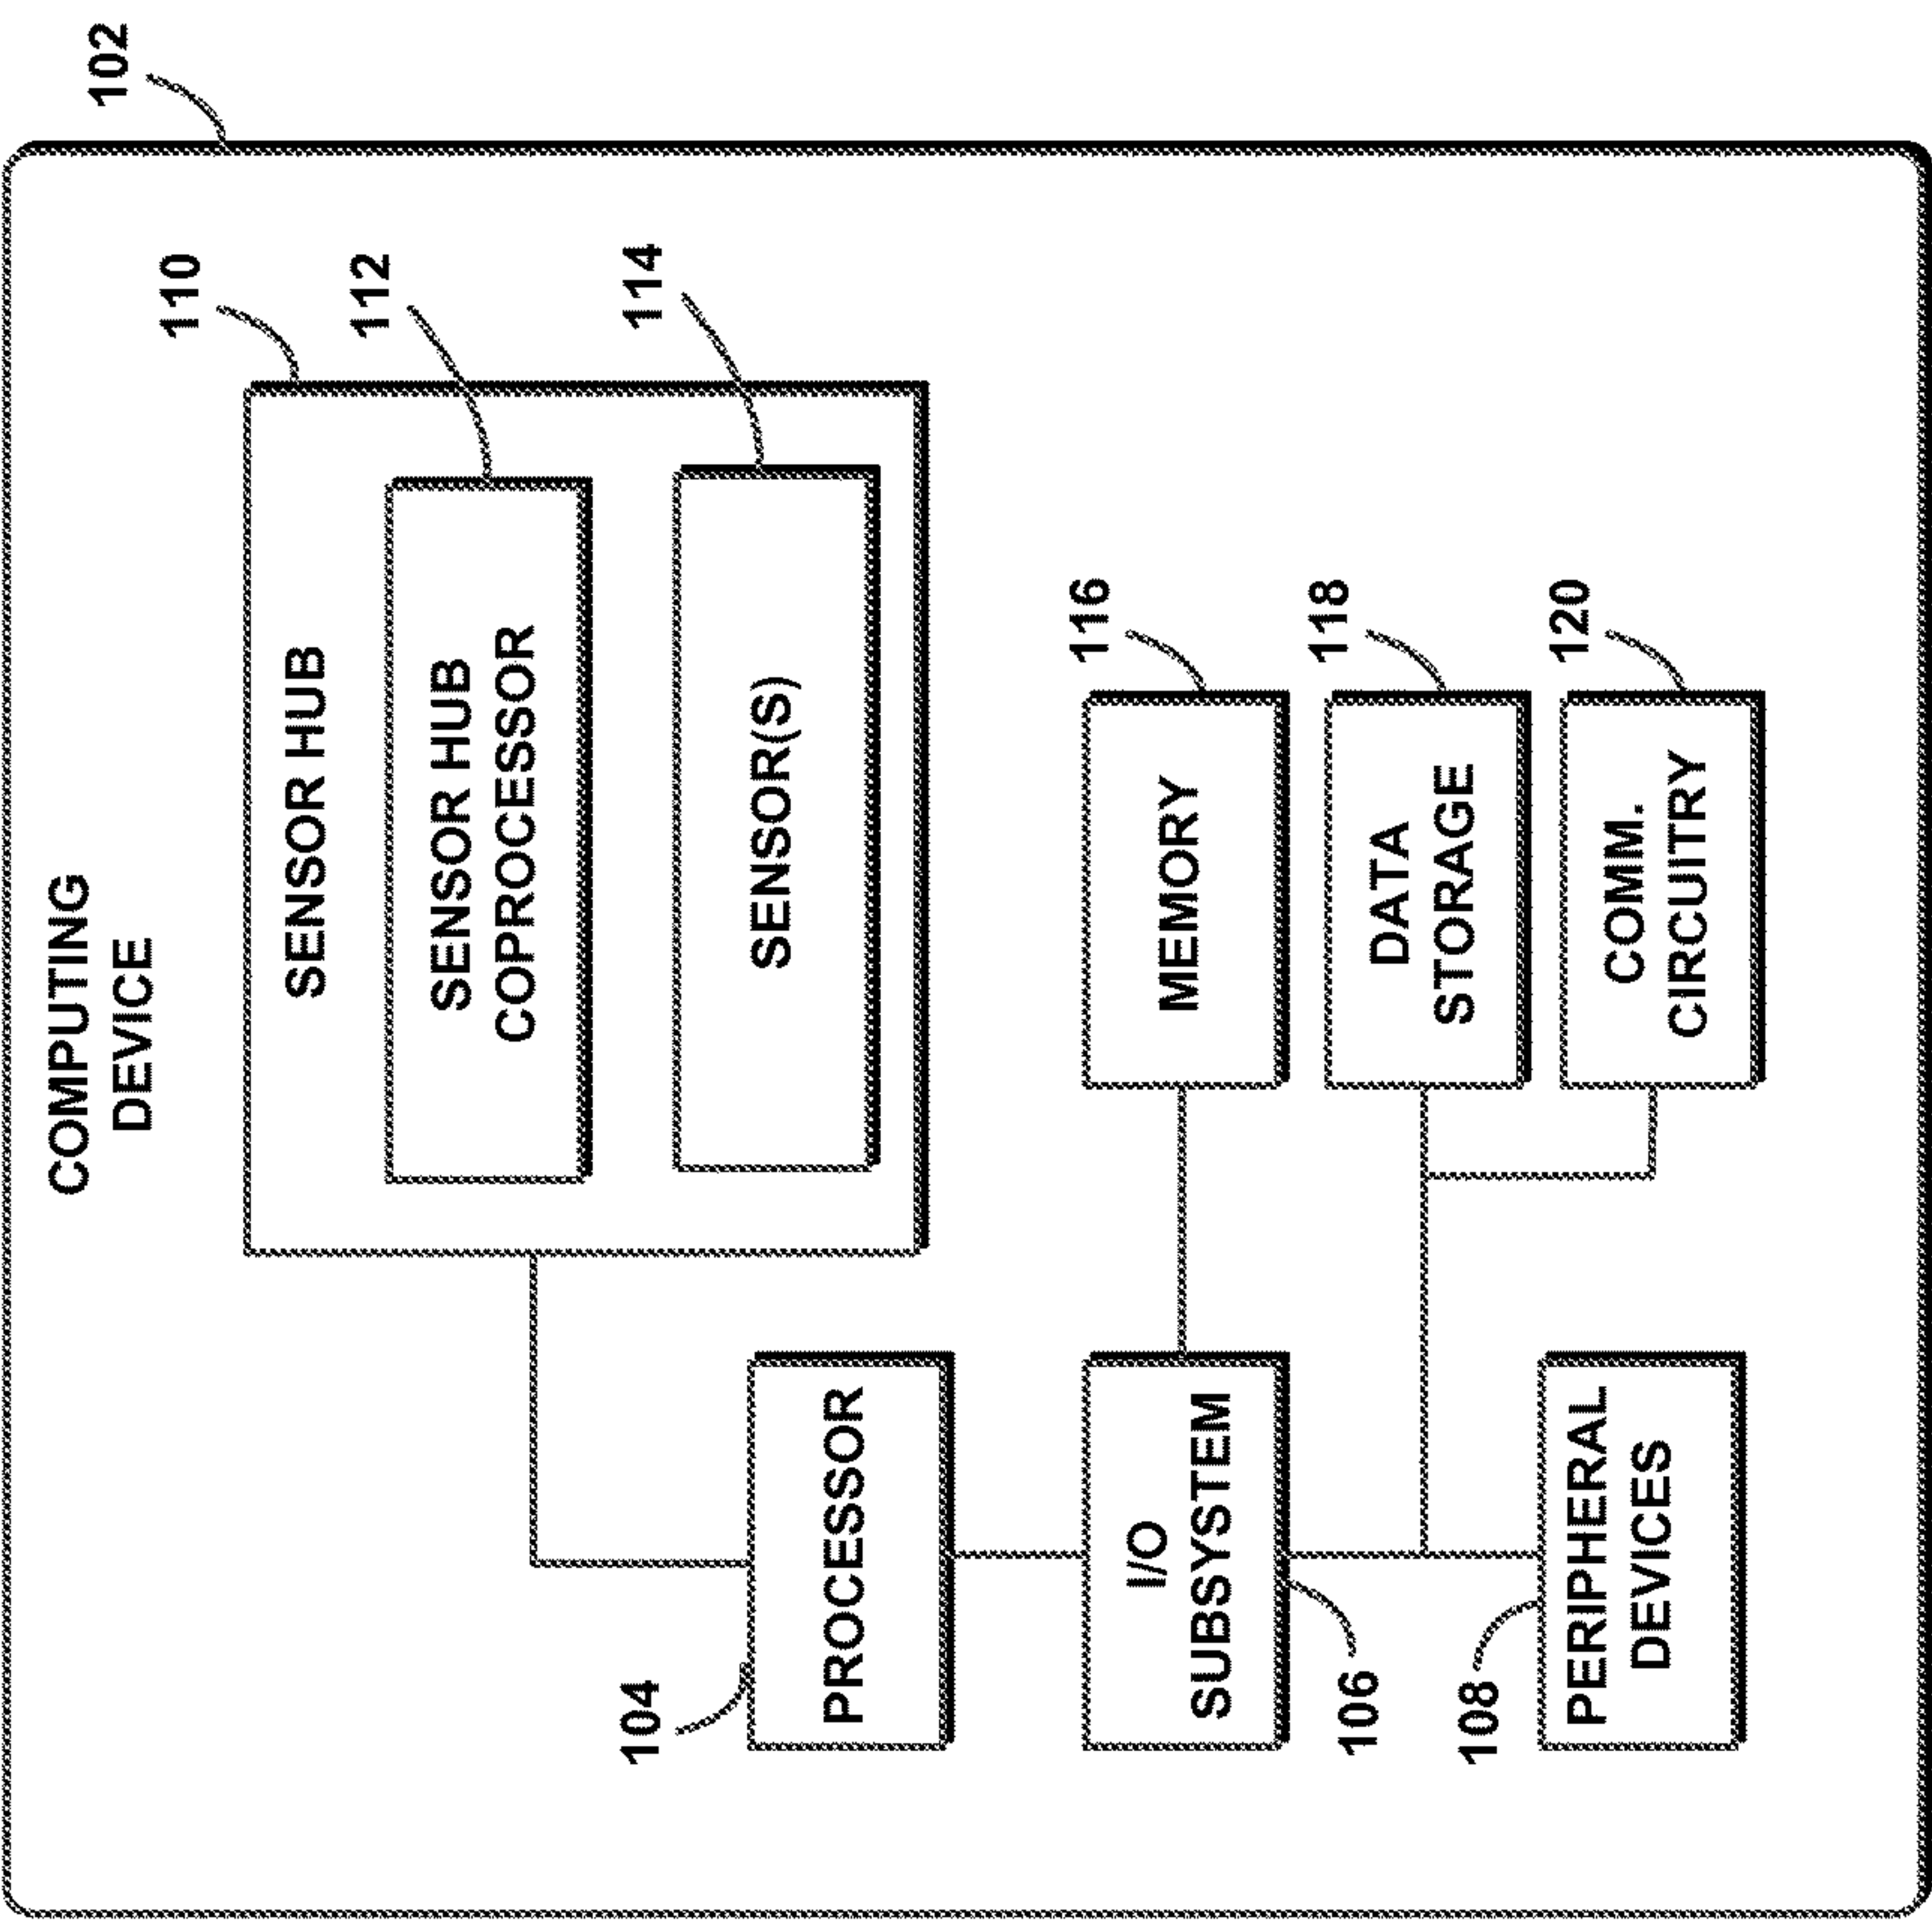 102
COMPUTING
DEVICE
110
SENSOR HUB
112
SENSOR HUB
COPROCESSOR
114
SENSOR(S)
104
PROCESSOR
116
MEMORY
I/O
SUBSYSTEM
106
118
DATA
STORAGE
108
PERIPHERAL
DEVICES
120
COMM.
CIRCUITRY